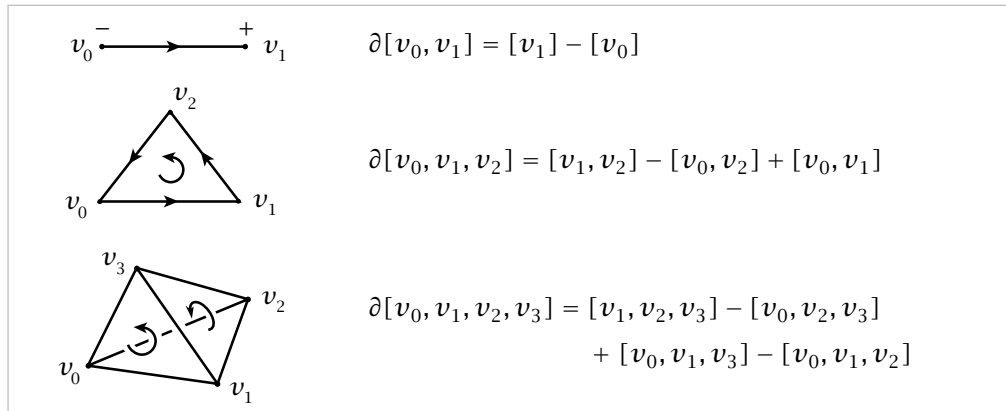 − +
v₀ v₁ ∂[v₀, v₁] = [v₁] − [v₀]
v₂
∂[v₀, v₁, v₂] = [v₁, v₂] − [v₀, v₂] + [v₀, v₁]
v₀ v₁
v₃
v₂ ∂[v₀, v₁, v₂, v₃] = [v₁, v₂, v₃] − [v₀, v₂, v₃]
+ [v₀, v₁, v₃] − [v₀, v₁, v₂]
v₀
v₁